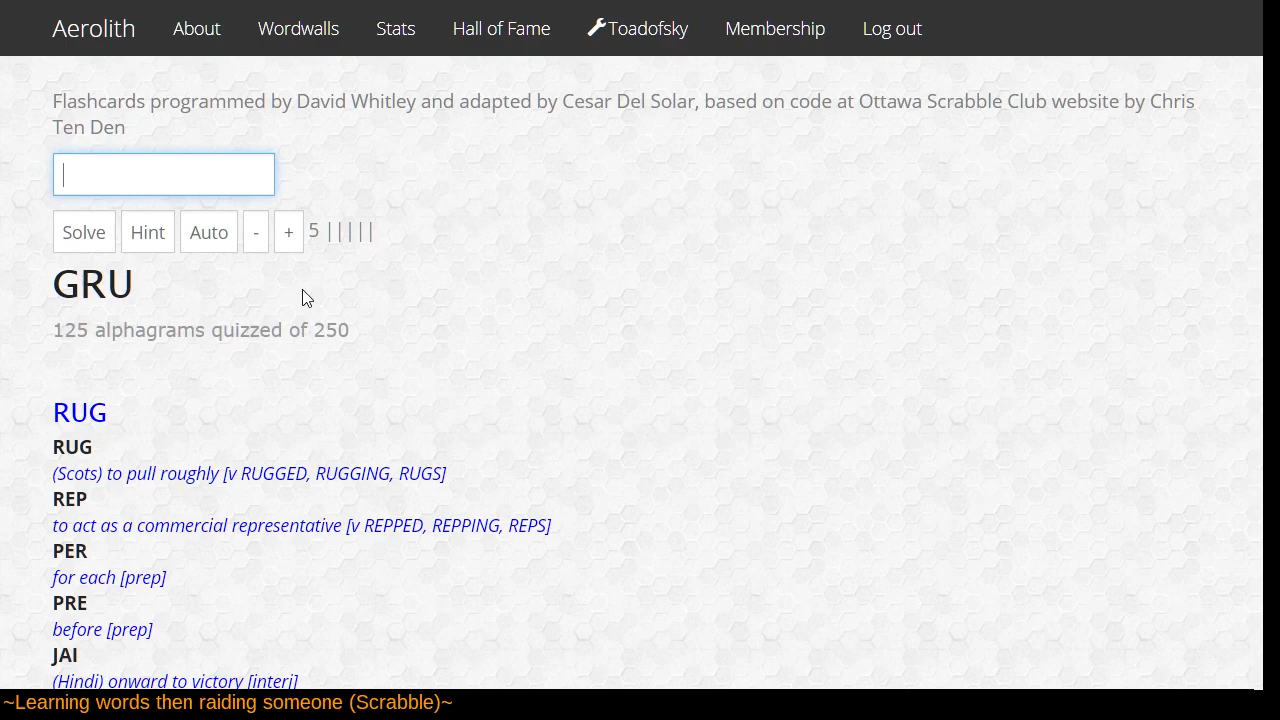 Aerolith About Wordwalls Stats Hall of Fame Toadofsky Membership Log out
Flashcards programmed by David Whitley and adapted by Cesar Del Solar, based on code at Ottawa Scrabble Club website by Chris
Ten Den
Solve Hint Auto - + 5 |||||
GRU
125 alphagrams quizzed of 250
RUG
RUG
(Scots) to pull roughly [v RUGGED, RUGGING, RUGS]
REP
to act as a commercial representative [v REPPED, REPPING, REPS]
PER
for each [prep]
PRE
before [prep]
JAI
(Hindi) onward to victory [interj]
~Learning words then raiding someone (Scrabble)~